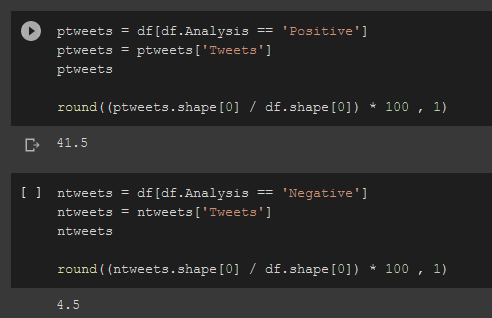 ptweets = df[df.Analysis == 'Positive']
ptweets = ptweets['Tweets']
ptweets
round((ptweets.shape[0] / df.shape[0]) * 100 , 1)
41.5
[ ] ntweets = df[df.Analysis == 'Negative']
ntweets = ntweets['Tweets']
ntweets
round((ntweets.shape[0] / df.shape[0]) * 100 , 1)
4.5